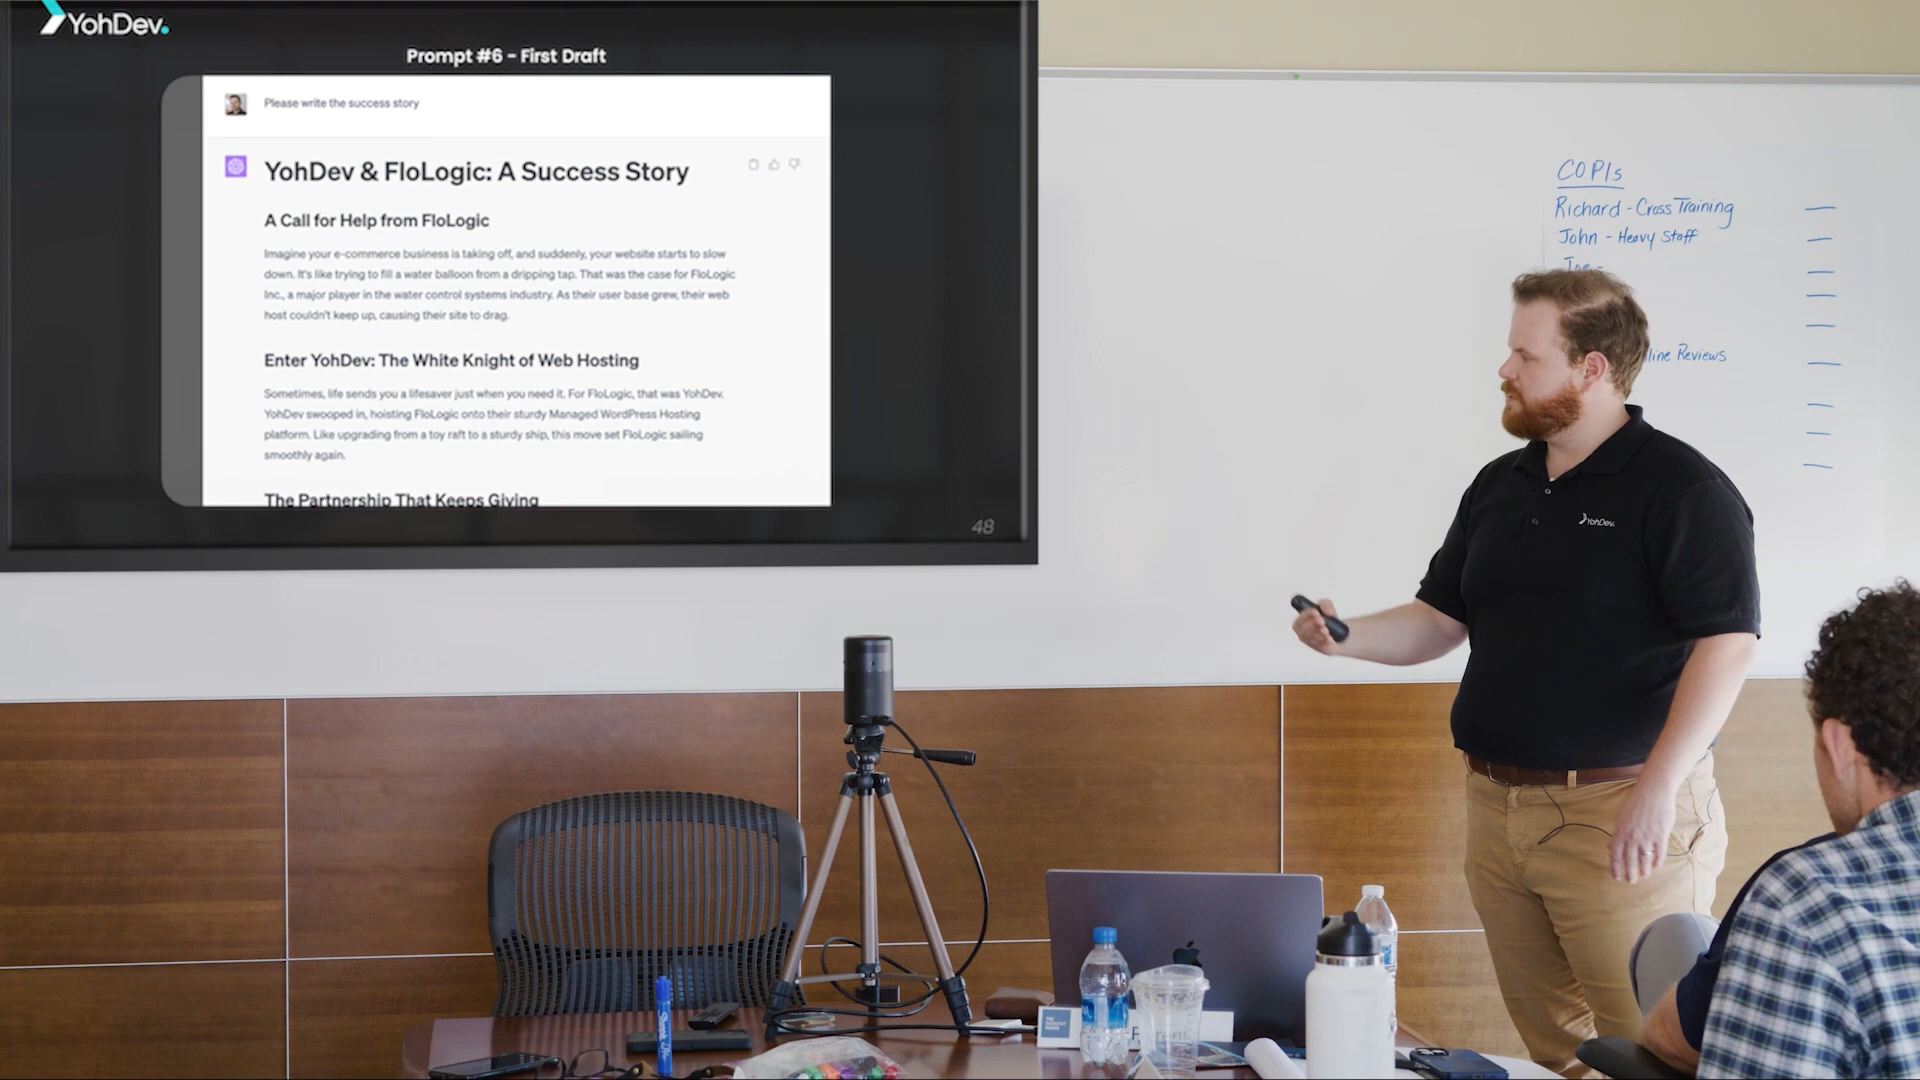 YohDev.
Prompt #6 - First Draft
Please write the success story
YohDev & FloLogic: A Success Story
A Call for Help from FloLogic
Imagine your e-commerce business is taking off, and suddenly, your website starts to slow
down. It's like trying to fill a water balloon from a dripping tap. That was the case for FloLogic
Inc., a major player in the water control systems industry. As their user base grew, their web
host couldn't keep up, causing their site to drag.
Enter YohDev: The White Knight of Web Hosting
Sometimes, life sends you a lifesaver just when you need it. For FloLogic, that was YohDev.
YohDev swooped in, hoisting FloLogic onto their sturdy Managed WordPress Hosting
platform. Like upgrading from a toy raft to a sturdy ship, this move set FloLogic sailing
smoothly again.
The Partnership That Keeps Giving
48
COPIs
Richard - Cross Training
John - Heavy Staff
Joe -
line Reviews
YohDev.
Sharpie